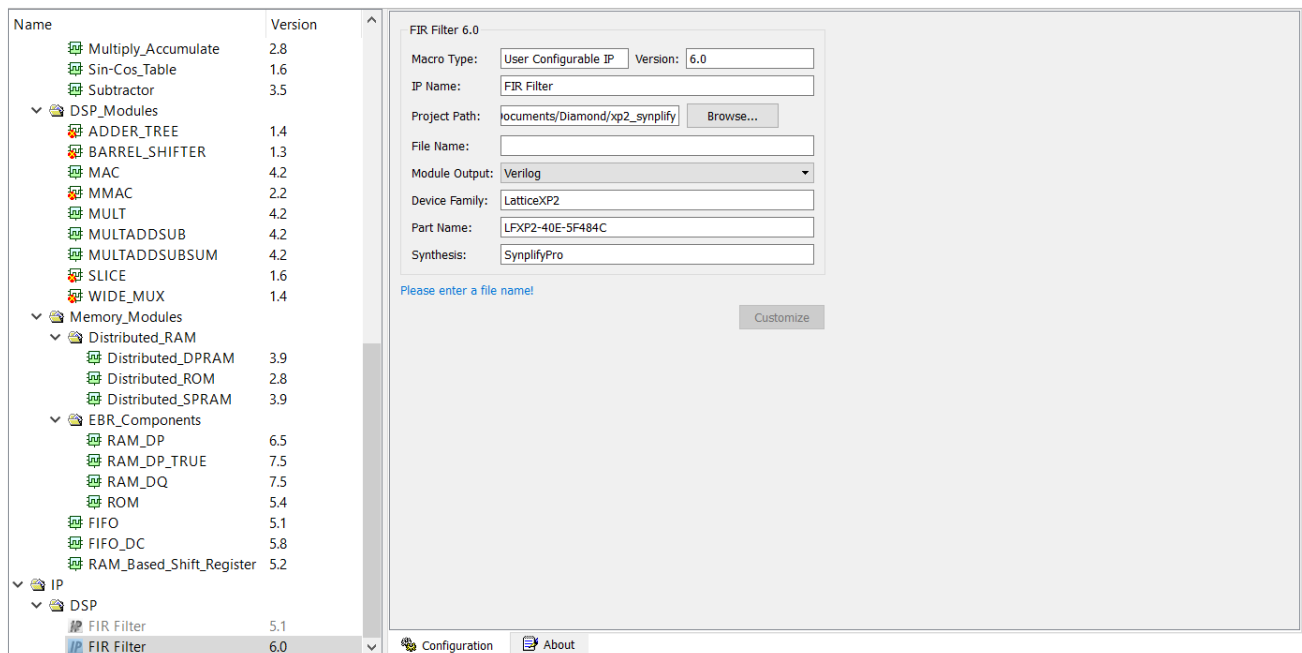 Name Version
Multiply_Accumulate 2.8
Sin-Cos_Table 1.6
Subtractor 3.5
DSP_Modules
ADDER_TREE 1.4
BARREL_SHIFTER 1.3
MAC 4.2
MMAC 2.2
MULT 4.2
MULTADDSUB 4.2
MULTADDSUBSUM 4.2
SLICE 1.6
WIDE_MUX 1.4
Memory_Modules
Distributed_RAM
Distributed_DPRAM 3.9
Distributed_ROM 2.8
Distributed_SPRAM 3.9
EBR_Components
RAM_DP 6.5
RAM_DP_TRUE 7.5
RAM_DQ 7.5
ROM 5.4
FIFO 5.1
FIFO_DC 5.8
RAM_Based_Shift_Register 5.2
IP
DSP
IP FIR Filter 5.1
IP FIR Filter 6.0
FIR Filter 6.0
Macro Type: User Configurable IP Version: 6.0
IP Name: FIR Filter
Project Path: ocuments/Diamond/xp2_synplify Browse...
File Name:
Module Output: Verilog
Device Family: LatticeXP2
Part Name: LFXP2-40E-5F484C
Synthesis: SynplifyPro
Please enter a file name!
Customize
Configuration About